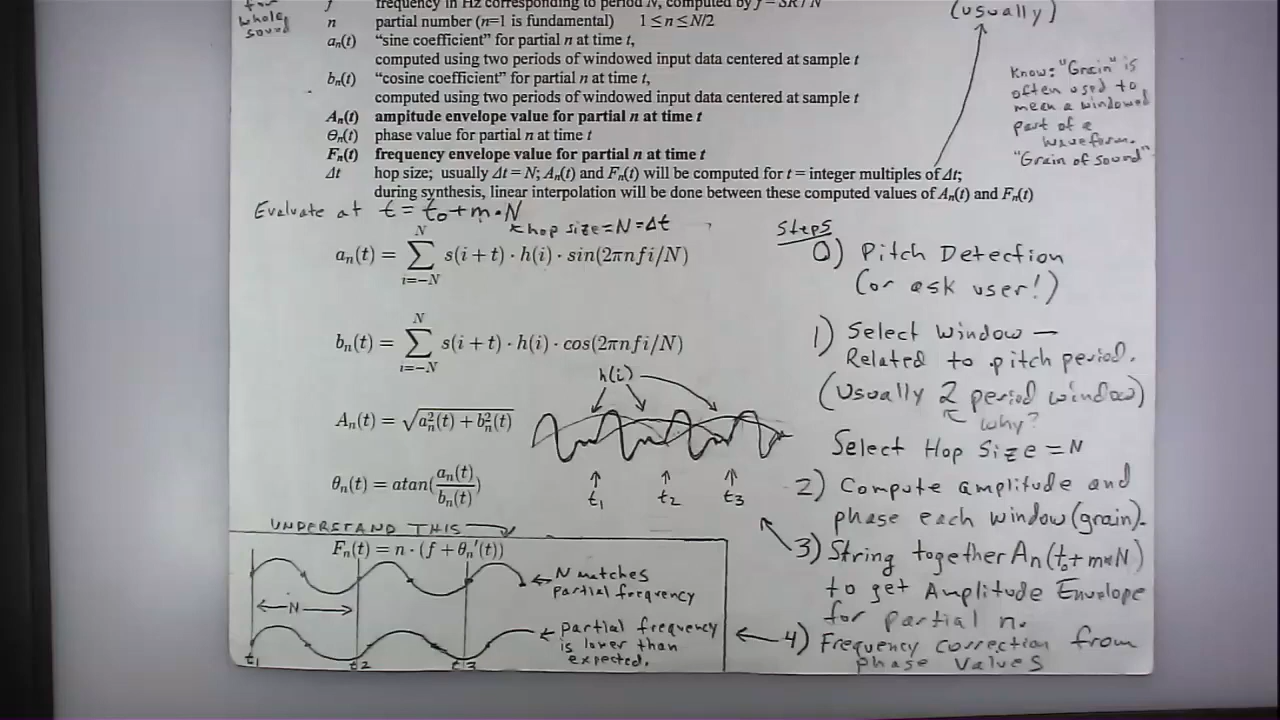 whole
sound
f frequency in Hz corresponding to period N, computed by f = SR / N
(usually)
n partial number (n=1 is fundamental) 1 ≤ n ≤ N/2
aₙ(t) “sine coefficient” for partial n at time t,
computed using two periods of windowed input data centered at sample t
bₙ(t) “cosine coefficient” for partial n at time t,
computed using two periods of windowed input data centered at sample t
Aₙ(t) ampitude envelope value for partial n at time t
Θₙ(t) phase value for partial n at time t
Fₙ(t) frequency envelope value for partial n at time t
Δt hop size; usually Δt = N; Aₙ(t) and Fₙ(t) will be computed for t = integer multiples of Δt;
during synthesis, linear interpolation will be done between these computed values of Aₙ(t) and Fₙ(t)
Know: "Grain" is
often used to
mean a windowed
part of a
waveform.
"Grain of sound"
Evaluate at t = t₀ + m·N
hop size = N = Δt
aₙ(t) = Σ s(i + t) · h(i) · sin(2πnfi/N)
N
i=−N
bₙ(t) = Σ s(i + t) · h(i) · cos(2πnfi/N)
N
i=−N
h(i)
Aₙ(t) = √(aₙ²(t) + bₙ²(t))
t₁ t₂ t₃
θₙ(t) = atan(aₙ(t)/bₙ(t))
UNDERSTAND THIS
Fₙ(t) = n · (f + θₙ′(t))
N matches
partial frequency
N
partial frequency
is lower than
expected.
t1 t2 t3
Steps
0) Pitch Detection
(or ask user!)
1) Select Window —
Related to pitch period.
(Usually 2 period window)
why?
Select Hop Size = N
2) Compute amplitude and
phase each window (grain).
3) String together Aₙ(t₀+m*N)
to get Amplitude Envelope
for partial n.
4) Frequency correction from
phase values